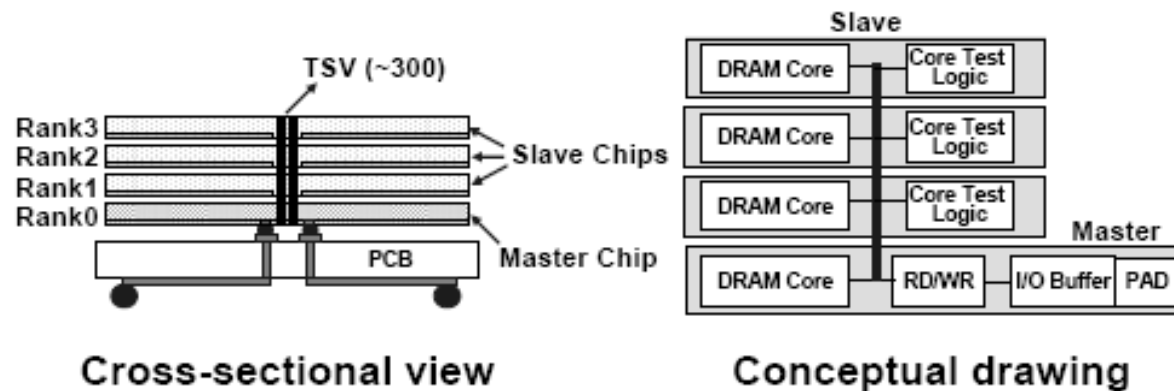 TSV (~300)
Rank3
Rank2
Rank1
Rank0
Slave Chips
Master Chip
PCB
Cross-sectional view
Slave
DRAM Core
Core Test
Logic
DRAM Core
Core Test
Logic
DRAM Core
Core Test
Logic
Master
DRAM Core
RD/WR
I/O Buffer
PAD
Conceptual drawing